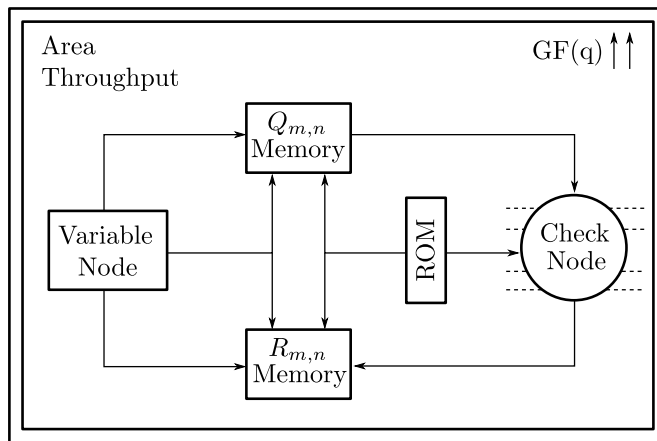 Area
Throughput
GF(q)
Q_{m,n}
Memory
Variable
Node
ROM
Check
Node
R_{m,n}
Memory